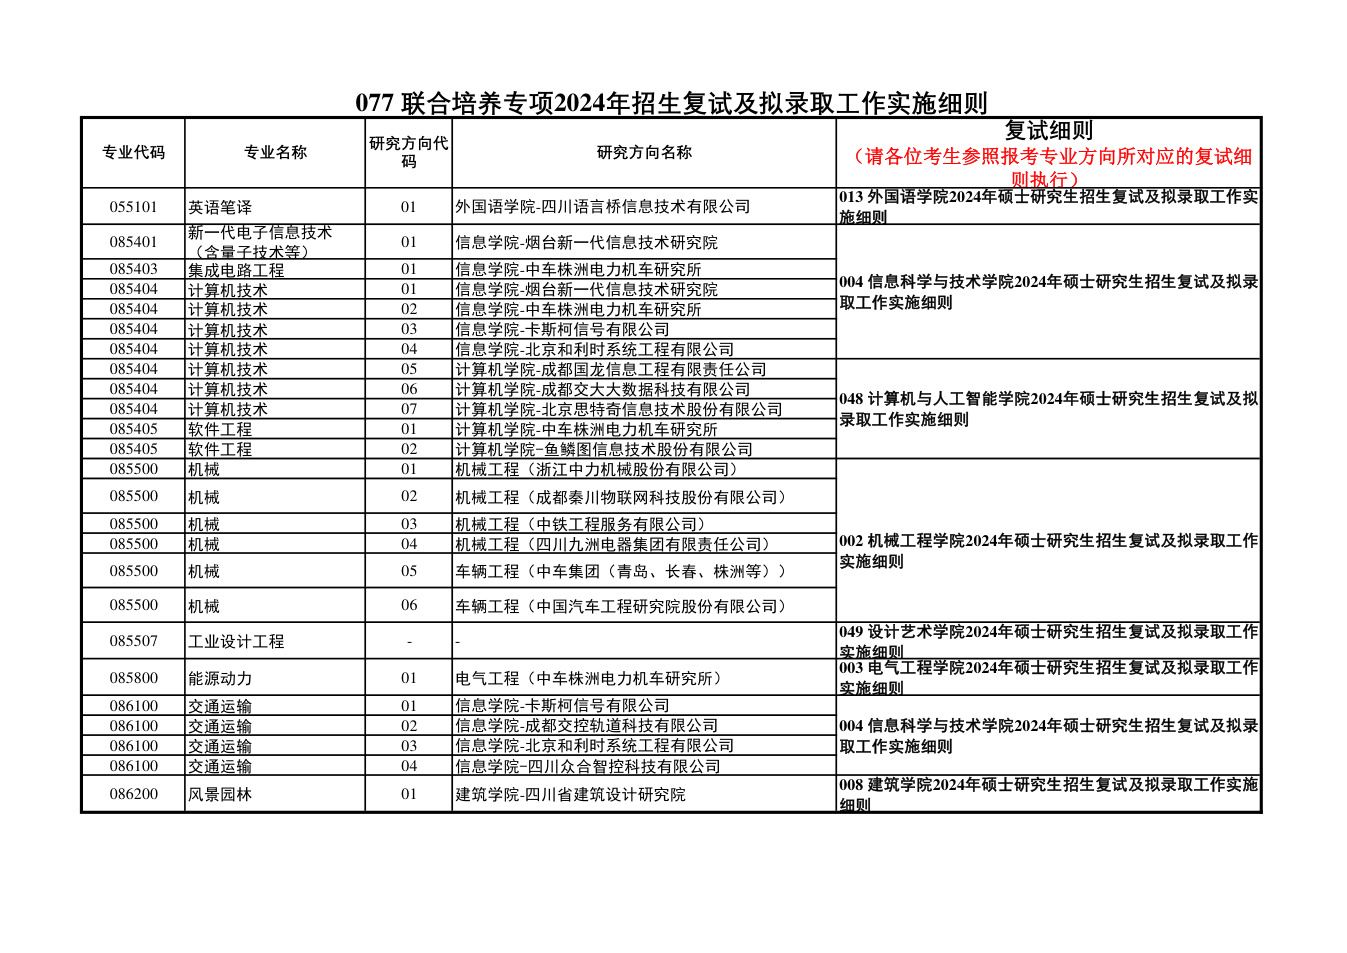 077 联合培养专项2024年招生复试及拟录取工作实施细则
专业代码 专业名称 研究方向代码 研究方向名称 复试细则
（请各位考生参照报考专业方向所对应的复试细则执行）
055101 英语笔译 01 外国语学院-四川语言桥信息技术有限公司 013 外国语学院2024年硕士研究生招生复试及拟录取工作实施细则
085401 新一代电子信息技术（含量子技术等） 01 信息学院-烟台新一代信息技术研究院
085403 集成电路工程 01 信息学院-中车株洲电力机车研究所
085404 计算机技术 01 信息学院-烟台新一代信息技术研究院
004 信息科学与技术学院2024年硕士研究生招生复试及拟录取工作实施细则
085404 计算机技术 02 信息学院-中车株洲电力机车研究所
085404 计算机技术 03 信息学院-卡斯柯信号有限公司
085404 计算机技术 04 信息学院-北京和利时系统工程有限公司
085404 计算机技术 05 计算机学院-成都国龙信息工程有限责任公司
085404 计算机技术 06 计算机学院-成都交大大数据科技有限公司
085404 计算机技术 07 计算机学院-北京思特奇信息技术股份有限公司
048 计算机与人工智能学院2024年硕士研究生招生复试及拟录取工作实施细则
085405 软件工程 01 计算机学院-中车株洲电力机车研究所
085405 软件工程 02 计算机学院-鱼鳞图信息技术股份有限公司
085500 机械 01 机械工程（浙江中力机械股份有限公司）
085500 机械 02 机械工程（成都秦川物联网科技股份有限公司）
085500 机械 03 机械工程（中铁工程服务有限公司）
085500 机械 04 机械工程（四川九洲电器集团有限责任公司）
002 机械工程学院2024年硕士研究生招生复试及拟录取工作实施细则
085500 机械 05 车辆工程（中车集团（青岛、长春、株洲等））
085500 机械 06 车辆工程（中国汽车工程研究院股份有限公司）
085507 工业设计工程 - - 049 设计艺术学院2024年硕士研究生招生复试及拟录取工作实施细则
085800 能源动力 01 电气工程（中车株洲电力机车研究所） 003 电气工程学院2024年硕士研究生招生复试及拟录取工作实施细则
086100 交通运输 01 信息学院-卡斯柯信号有限公司
086100 交通运输 02 信息学院-成都交控轨道科技有限公司
004 信息科学与技术学院2024年硕士研究生招生复试及拟录取工作实施细则
086100 交通运输 03 信息学院-北京和利时系统工程有限公司
086100 交通运输 04 信息学院-四川众合智控科技有限公司
086200 风景园林 01 建筑学院-四川省建筑设计研究院 008 建筑学院2024年硕士研究生招生复试及拟录取工作实施细则